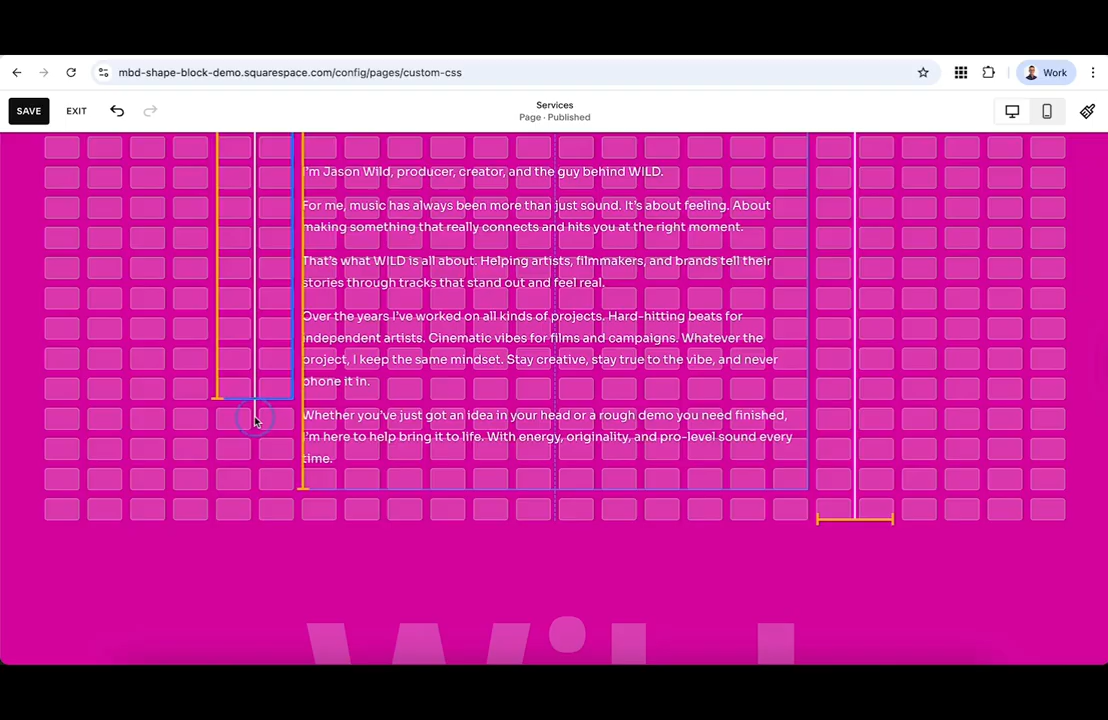 mbd-shape-block-demo.squarespace.com/config/pages/custom-css
Work
SAVE
EXIT
Services
Page · Published
I'm Jason Wild, producer, creator, and the guy behind WILD.
For me, music has always been more than just sound. It's about feeling. About
making something that really connects and hits you at the right moment.
That's what WILD is all about. Helping artists, filmmakers, and brands tell their
stories through tracks that stand out and feel real.
Over the years I've worked on all kinds of projects. Hard-hitting beats for
independent artists. Cinematic vibes for films and campaigns. Whatever the
project, I keep the same mindset. Stay creative, stay true to the vibe, and never
phone it in.
Whether you've just got an idea in your head or a rough demo you need finished,
I'm here to help bring it to life. With energy, originality, and pro-level sound every
time.
Wild